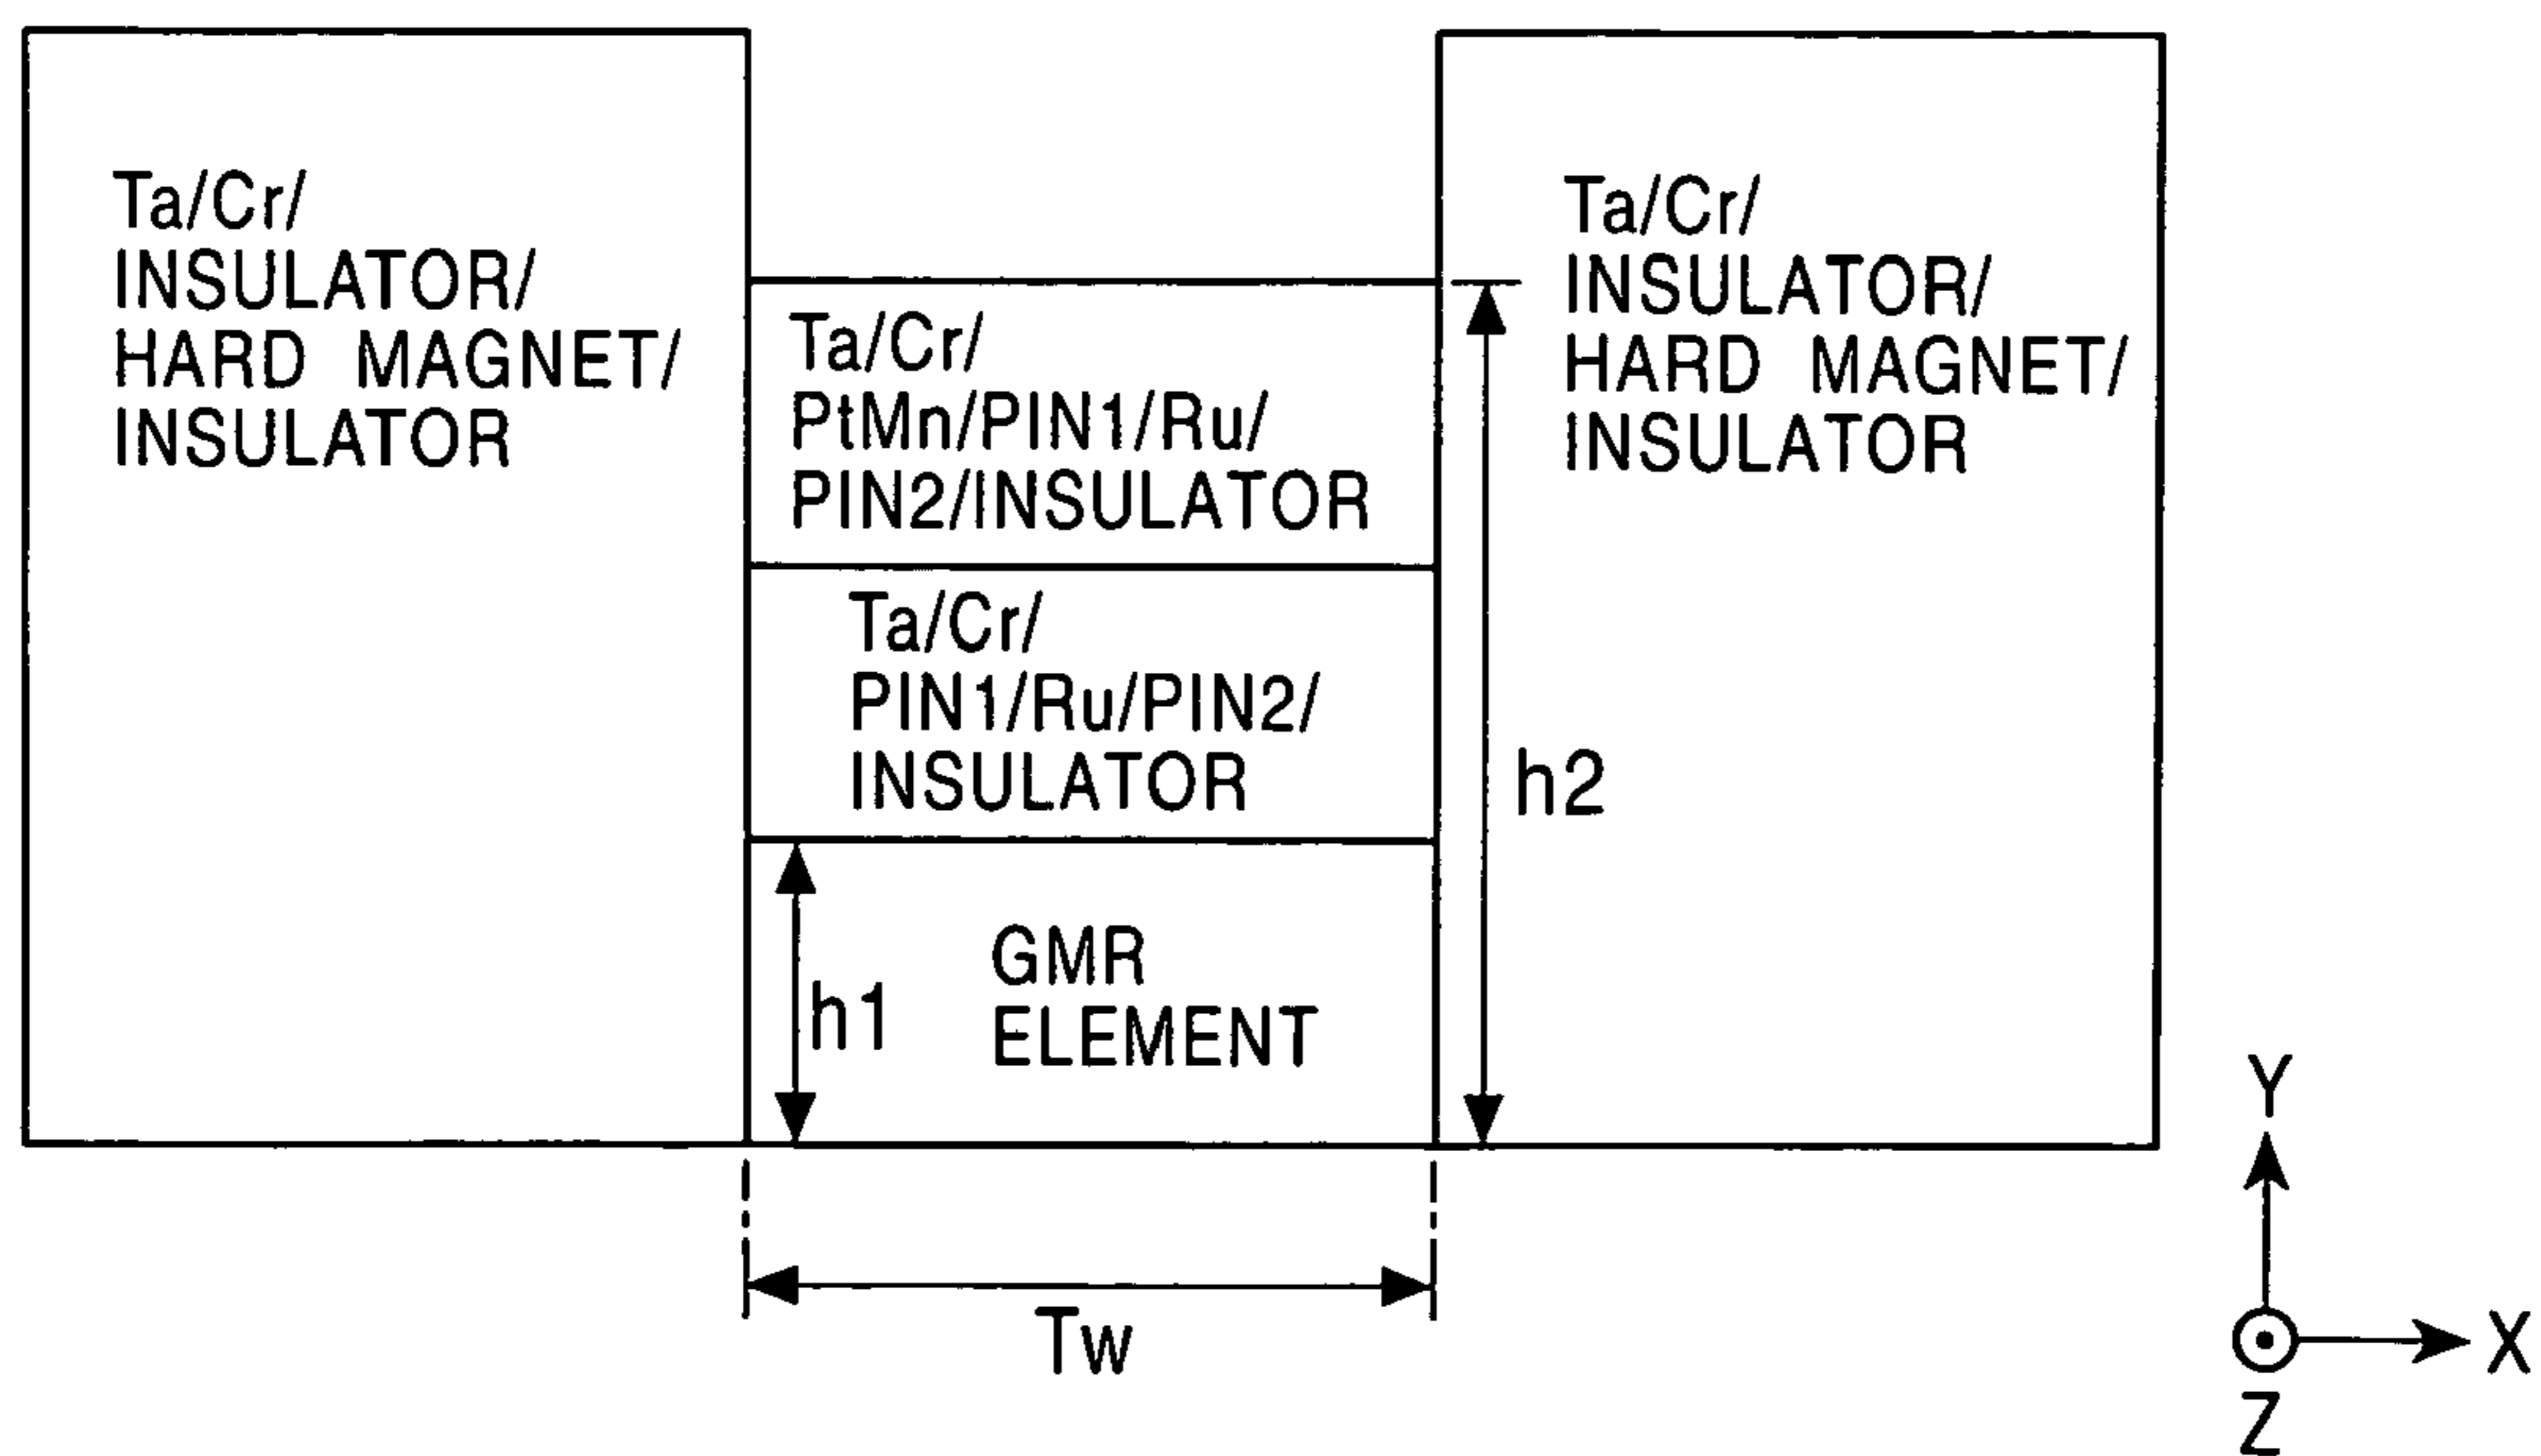 Ta/Cr/
INSULATOR/
HARD MAGNET/
INSULATOR
Ta/Cr/
PtMn/PIN1/Ru/
PIN2/INSULATOR
Ta/Cr/
PIN1/Ru/PIN2/
INSULATOR
GMR
ELEMENT
h1
h2
Ta/Cr/
INSULATOR/
HARD MAGNET/
INSULATOR
Tw
Y
X
Z